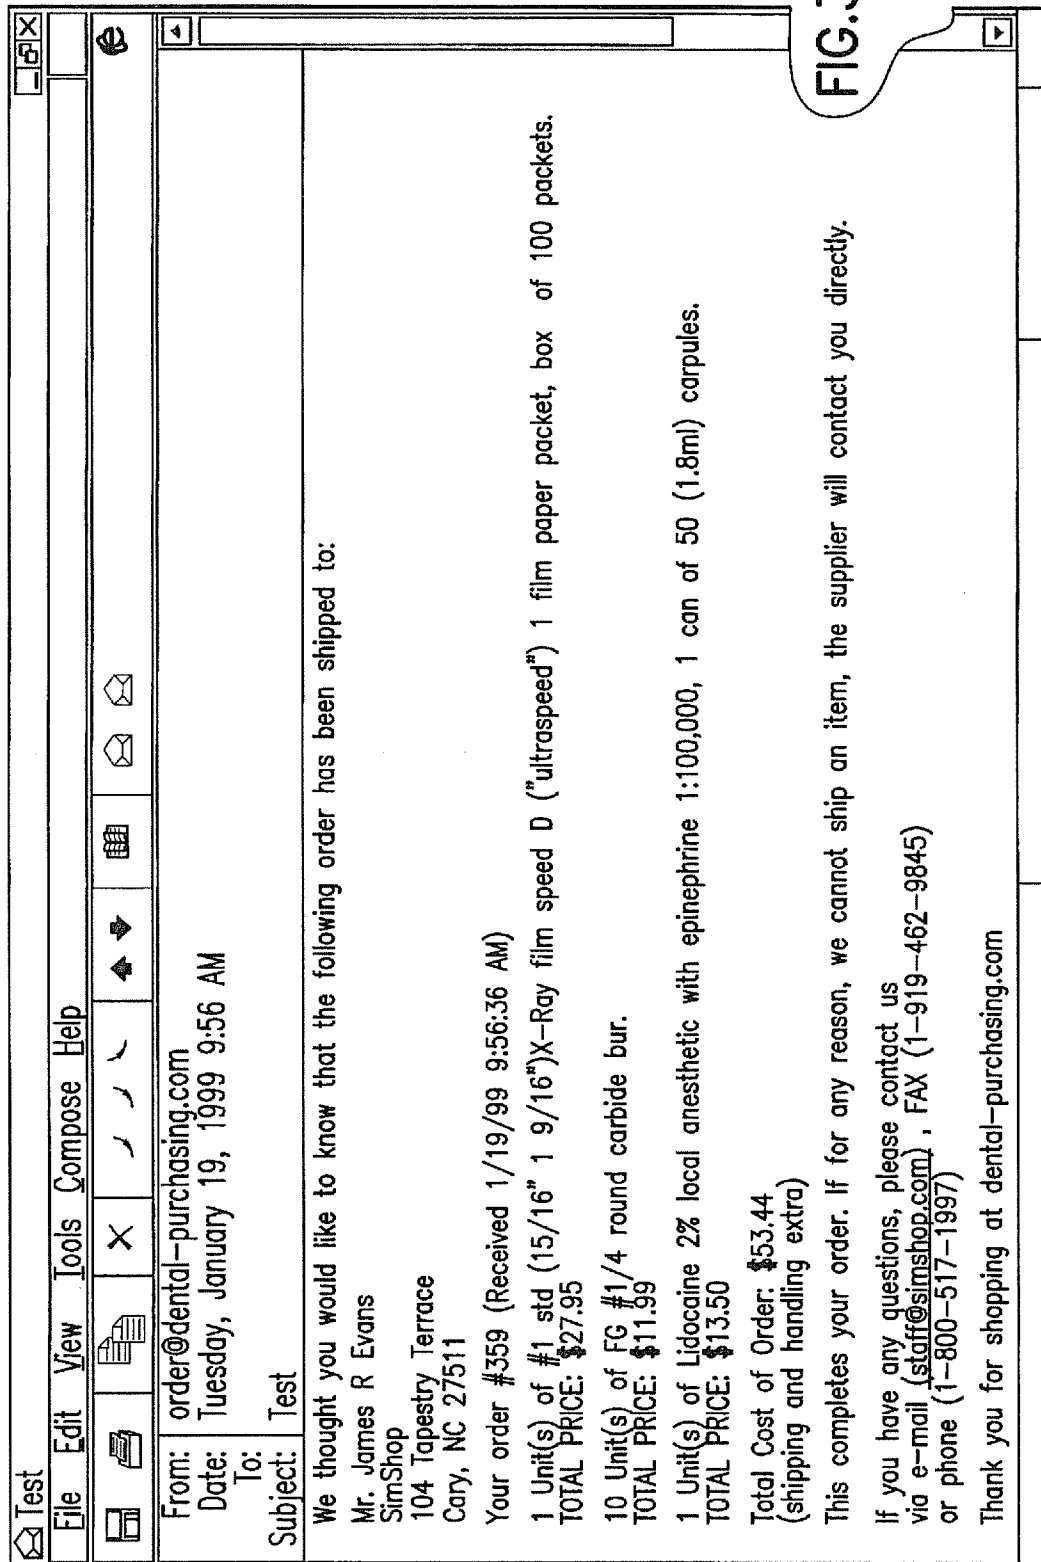 Test
File Edit View Tools Compose Help
From: order@dental-purchasing.com
Date: Tuesday, January 19, 1999 9:56 AM
To:
Subject: Test
We thought you would like to know that the following order has been shipped to:
Mr. James R Evans
SimShop
104 Tapestry Terrace
Cary, NC 27511
Your order #359 (Received 1/19/99 9:56:36 AM)
1 Unit(s) of #1 std (15/16" 1 9/16")X-Ray film speed D ("ultraspeed") 1 film paper packet, box of 100 packets.
TOTAL PRICE: $27.95
10 Unit(s) of FG #1/4 round carbide bur.
TOTAL PRICE: $11.99
1 Unit(s) of Lidocaine 2% local anesthetic with epinephrine 1:100,000, 1 can of 50 (1.8ml) carpules.
TOTAL PRICE: $13.50
Total Cost of Order: $53.44
(shipping and handling extra)
This completes your order. If for any reason, we cannot ship an item, the supplier will contact you directly.
If you have any questions, please contact us
via e-mail (staff@simshop.com) , FAX (1-919-462-9845)
or phone (1-800-517-1997)
Thank you for shopping at dental-purchasing.com
FIG.